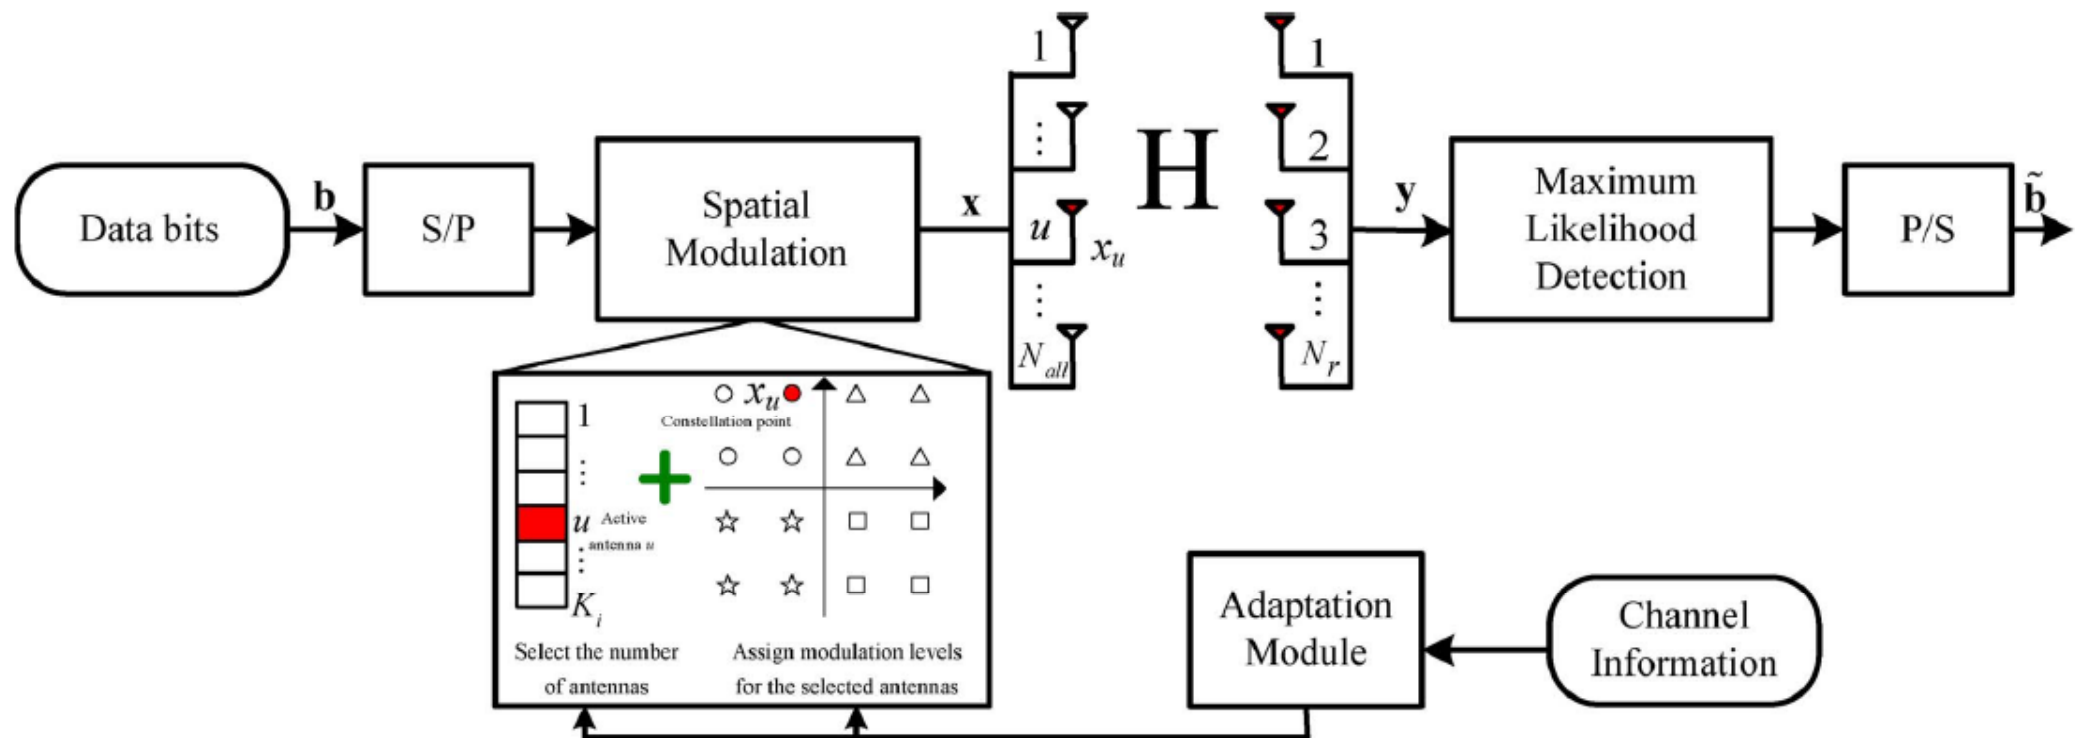 Data bits
b
S/P
Spatial
Modulation
x
1
⋮
u
x_u
⋮
N_all
H
1
2
3
⋮
N_r
y
Maximum
Likelihood
Detection
P/S
b̃
1
⋮
u
Active
antenna u
⋮
K_i
x_u
Constellation point
Select the number
of antennas
Assign modulation levels
for the selected antennas
Adaptation
Module
Channel
Information